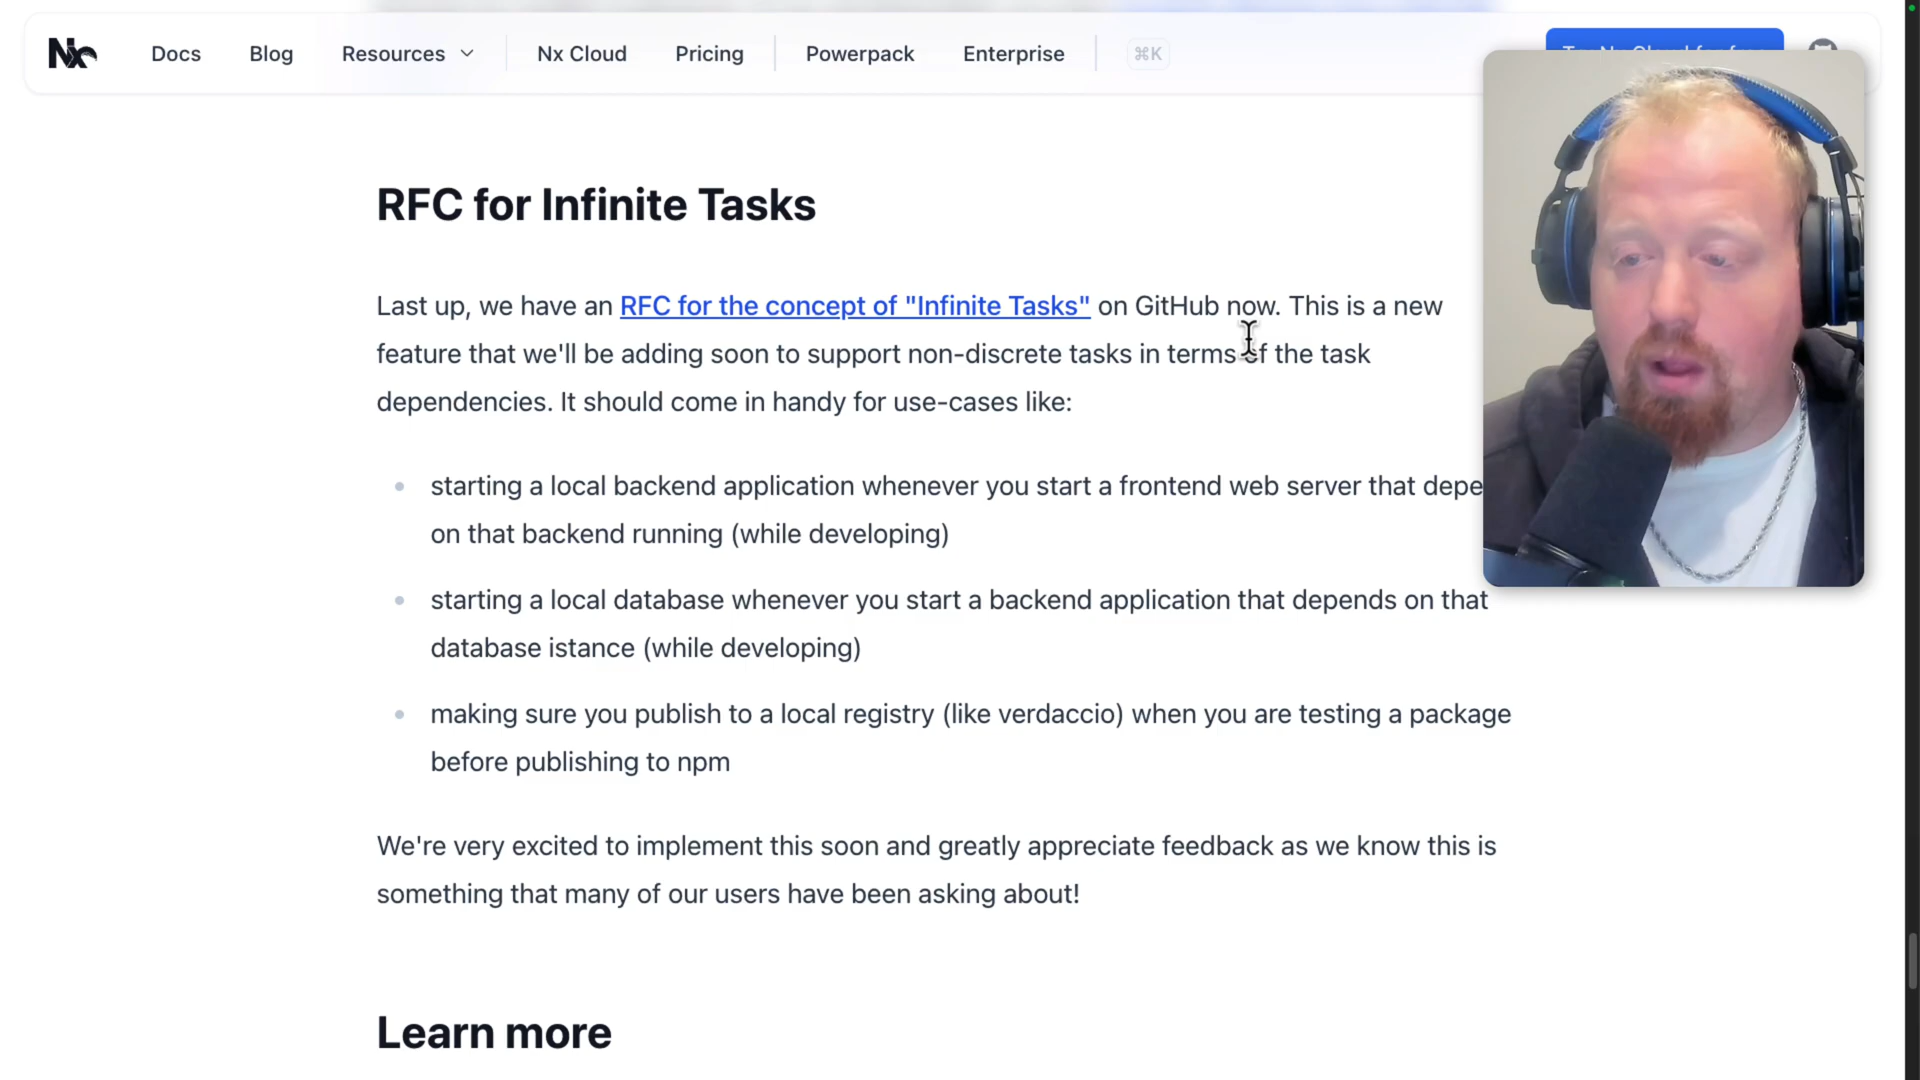 Nx Docs Blog Resources Nx Cloud Pricing Powerpack Enterprise ⌘K
RFC for Infinite Tasks
Last up, we have an RFC for the concept of "Infinite Tasks" on GitHub now. This is a new
feature that we'll be adding soon to support non-discrete tasks in terms of the task
dependencies. It should come in handy for use-cases like:
starting a local backend application whenever you start a frontend web server that depe
on that backend running (while developing)
starting a local database whenever you start a backend application that depends on that
database istance (while developing)
making sure you publish to a local registry (like verdaccio) when you are testing a package
before publishing to npm
We're very excited to implement this soon and greatly appreciate feedback as we know this is
something that many of our users have been asking about!
Learn more